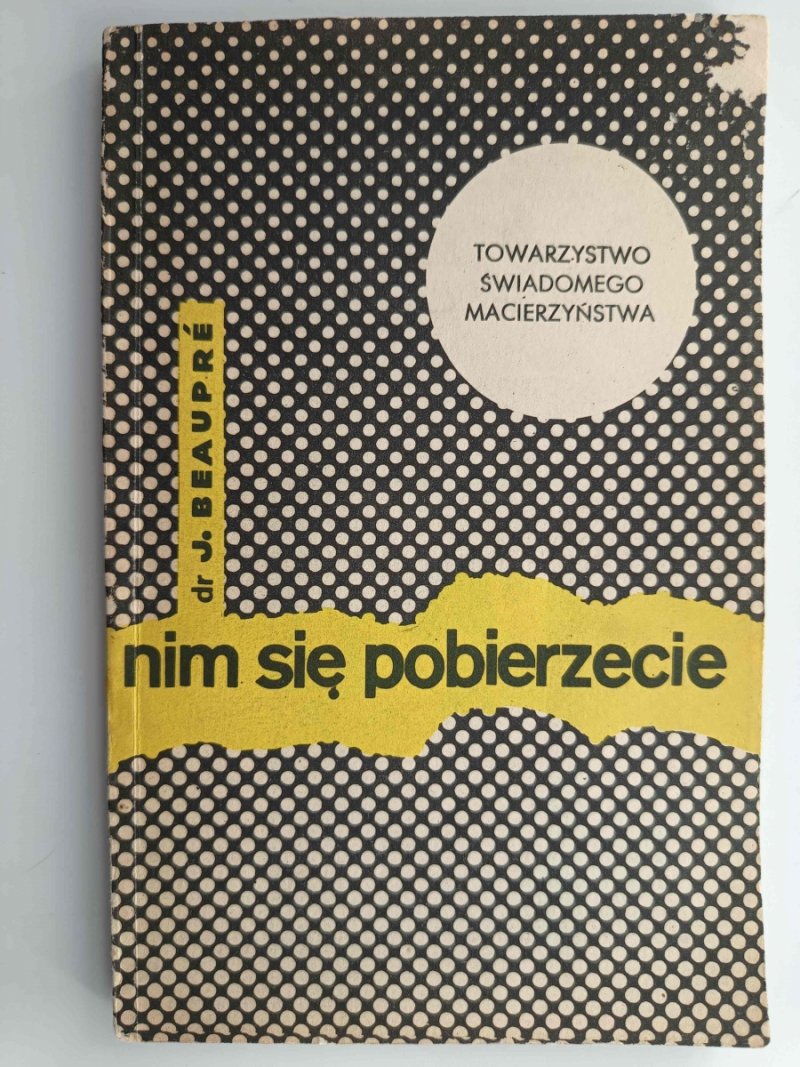 TOWARZYSTWO
ŚWIADOMEGO
MACIERZYŃSTWA
dr J. BEAUPRÉ
nim się pobierzecie